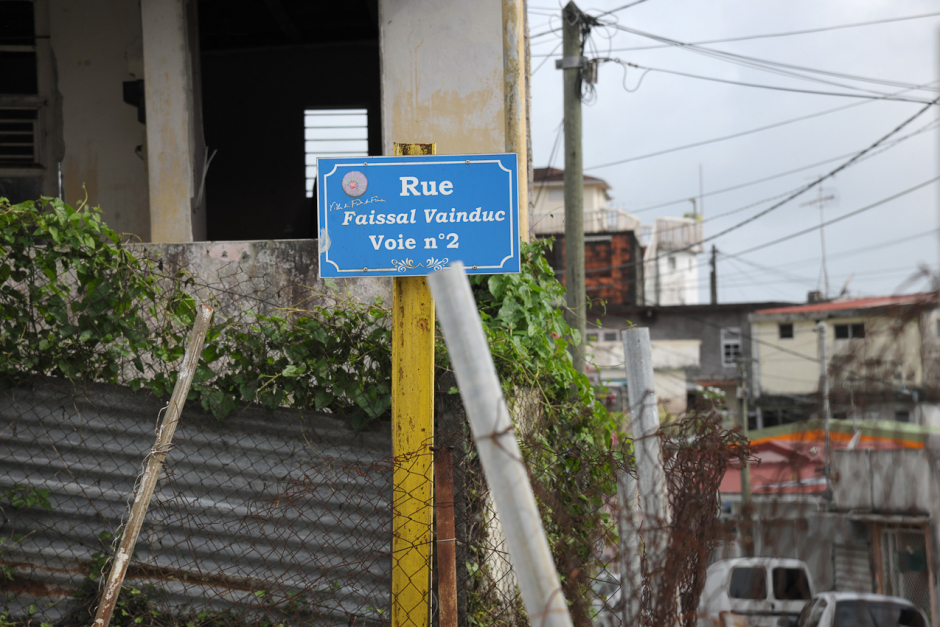 Rue
Faissal Vainduc
Voie n°2